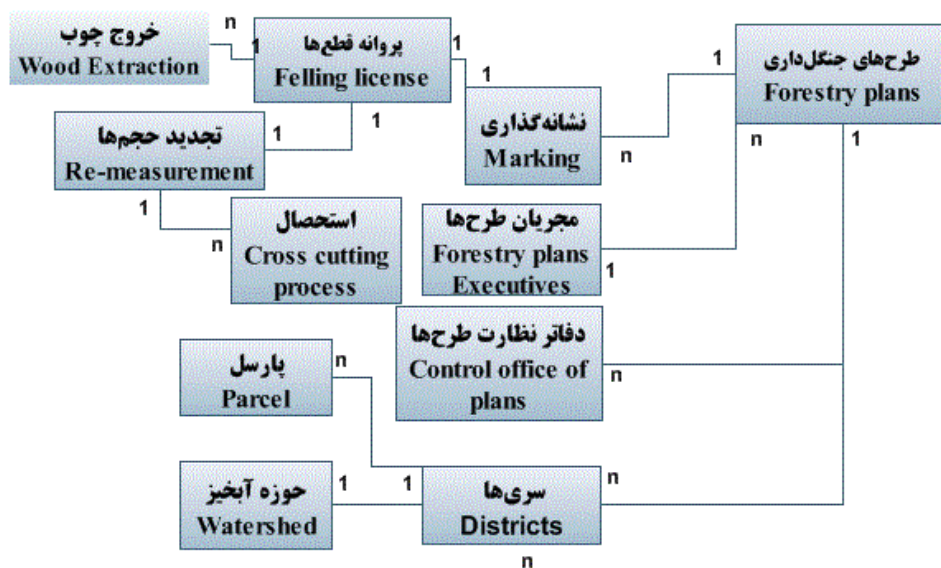 خروج چوب
Wood Extraction
n
1
پروانه قطع‌ها
Felling license
1
1
1
طرح‌های جنگل‌داری
Forestry plans
1
n
1
نشانه‌گذاری
Marking
n
تجدید حجم‌ها
Re-measurement
1
1
استحصال
Cross cutting
process
n
مجریان طرح‌ها
Forestry plans
Executives
1
دفاتر نظارت طرح‌ها
Control office of
plans
n
پارسل
Parcel
n
حوزه آبخیز
Watershed
1
1
سری‌ها
Districts
n
n